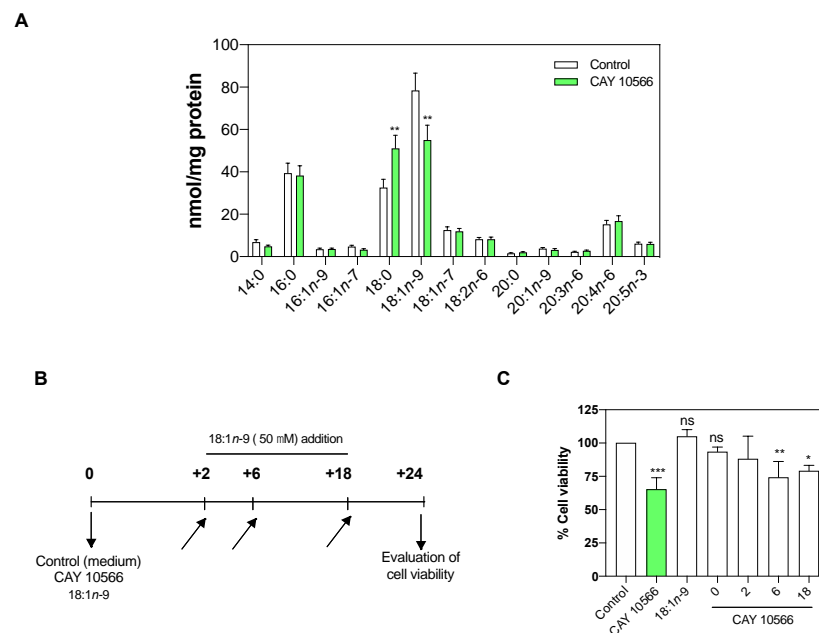 A
100
80
60
40
20
0
nmol/mg protein
Control
CAY 10566
**
**
14:0
16:0
16:1n-9
16:1n-7
18:0
18:1n-9
18:1n-7
18:2n-6
20:0
20:1n-9
20:3n-6
20:4n-6
20:5n-3
B
18:1n-9 ( 50 mM) addition
0 +2 +6 +18 +24
Control (medium)
CAY 10566
18:1n-9
Evaluation of
cell viability
C
125
100
75
50
25
0
% Cell viability
ns
ns
***
**
*
Control
CAY 10566
18:1n-9
0
2
6
18
CAY 10566